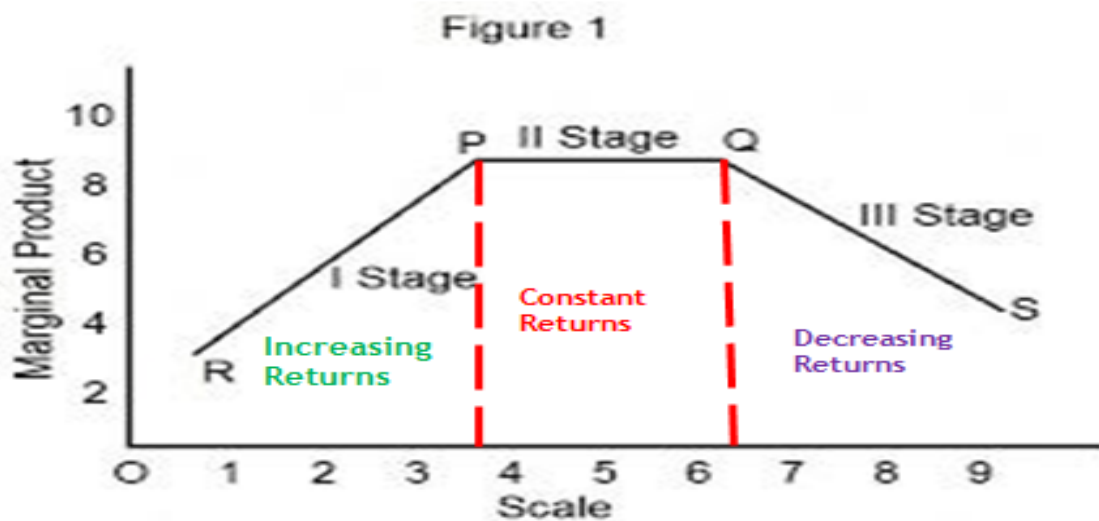 Figure 1
Marginal Product
10
8
6
4
2
P
II Stage
Q
III Stage
I Stage
R
S
Increasing
Returns
Constant
Returns
Decreasing
Returns
O 1 2 3 4 5 6 7 8 9
Scale